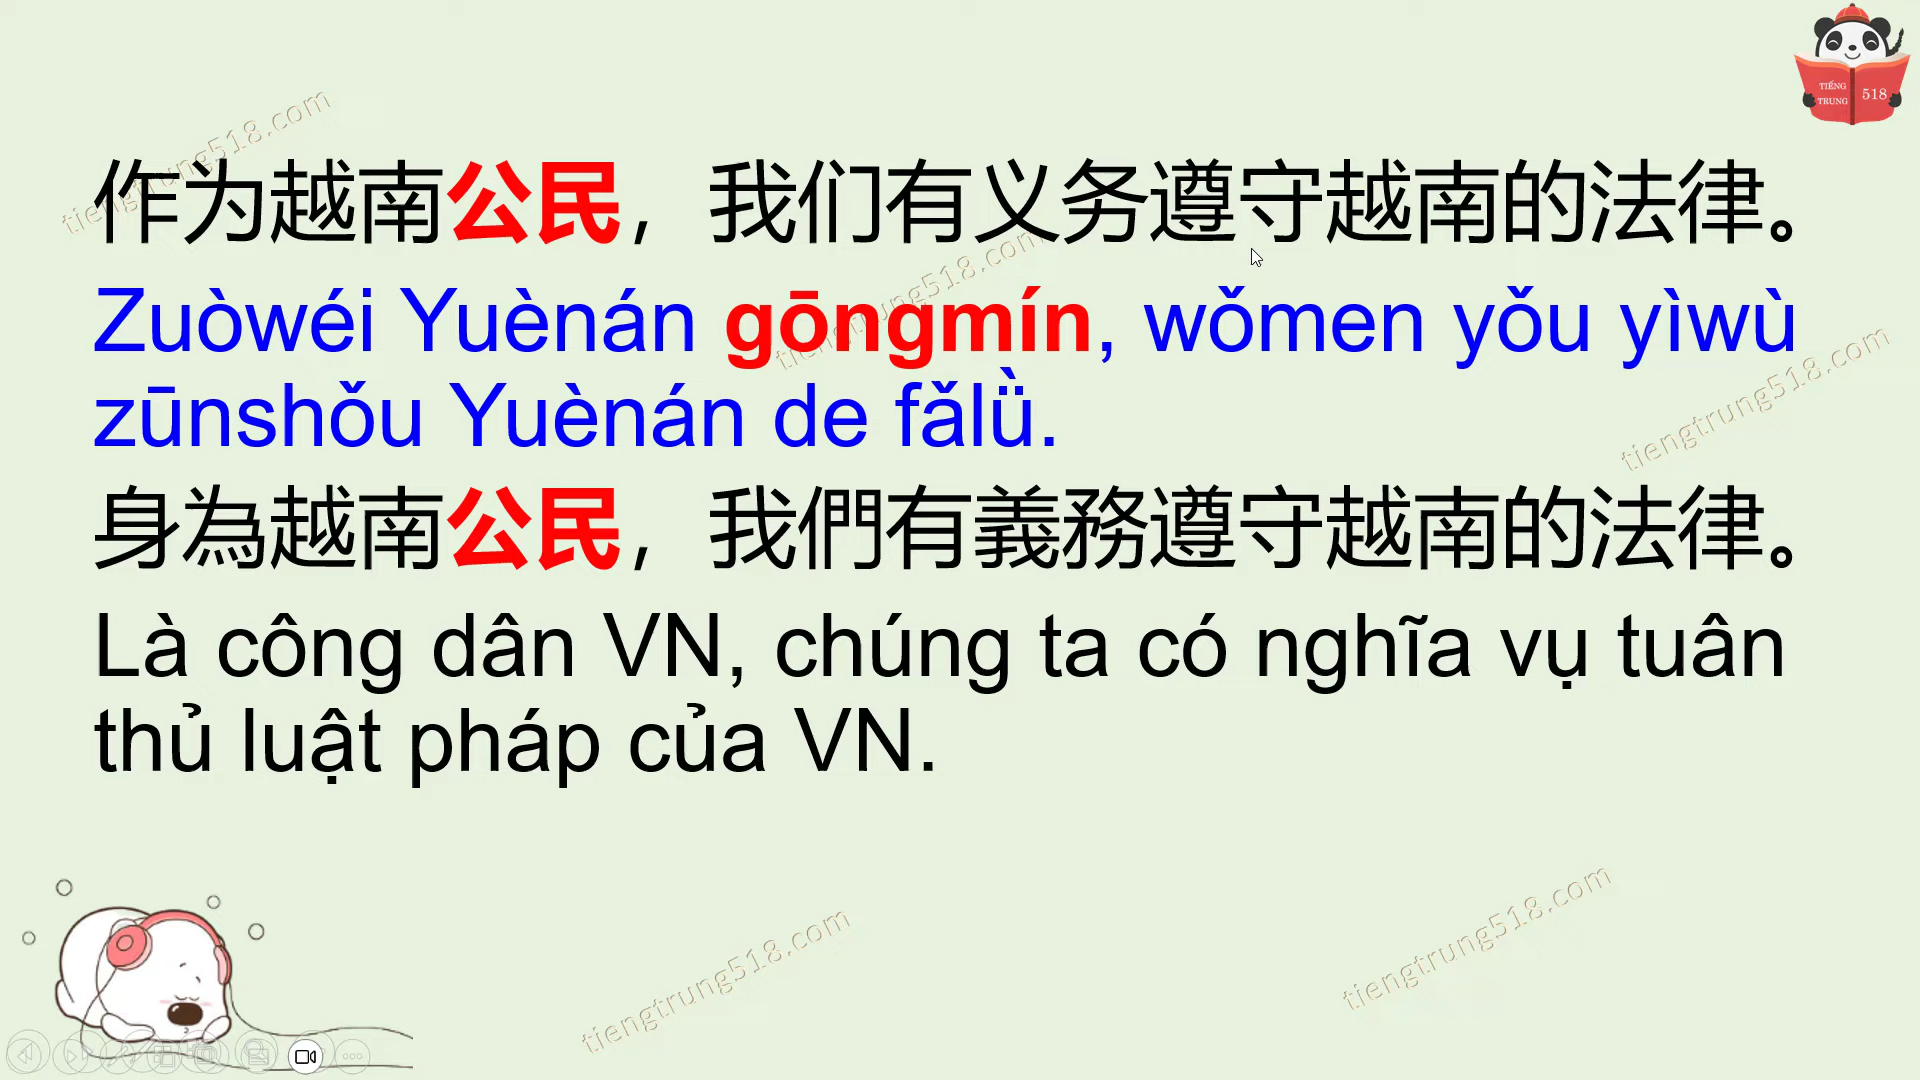 TIẾNG
TRUNG
518
tiengtrung518.com
作为越南公民，我们有义务遵守越南的法律。
tiengtrung518.com
Zuòwéi Yuènán gōngmín, wǒmen yǒu yìwù
zūnshǒu Yuènán de fǎlǜ.
tiengtrung518.com
身為越南公民，我們有義務遵守越南的法律。
Là công dân VN, chúng ta có nghĩa vụ tuân
thủ luật pháp của VN.
tiengtrung518.com
tiengtrung518.com